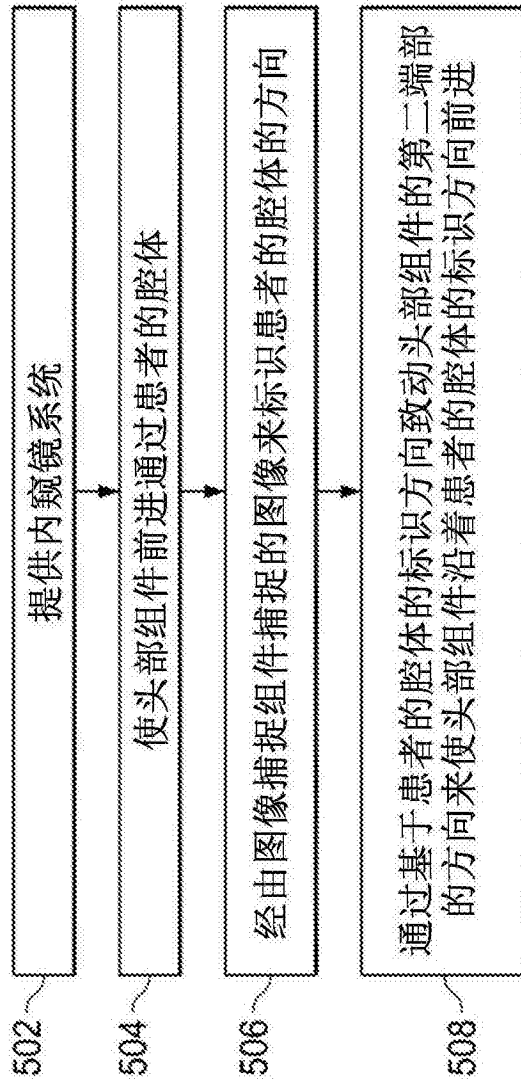 502
提供内窥镜系统
504
使头部组件前进通过患者的腔体
506
经由图像捕捉组件捕捉的图像来标识患者的腔体的方向
508
通过基于患者的腔体的标识方向致动头部组件的第二端部
的方向来使头部组件沿着患者的腔体的标识方向前进